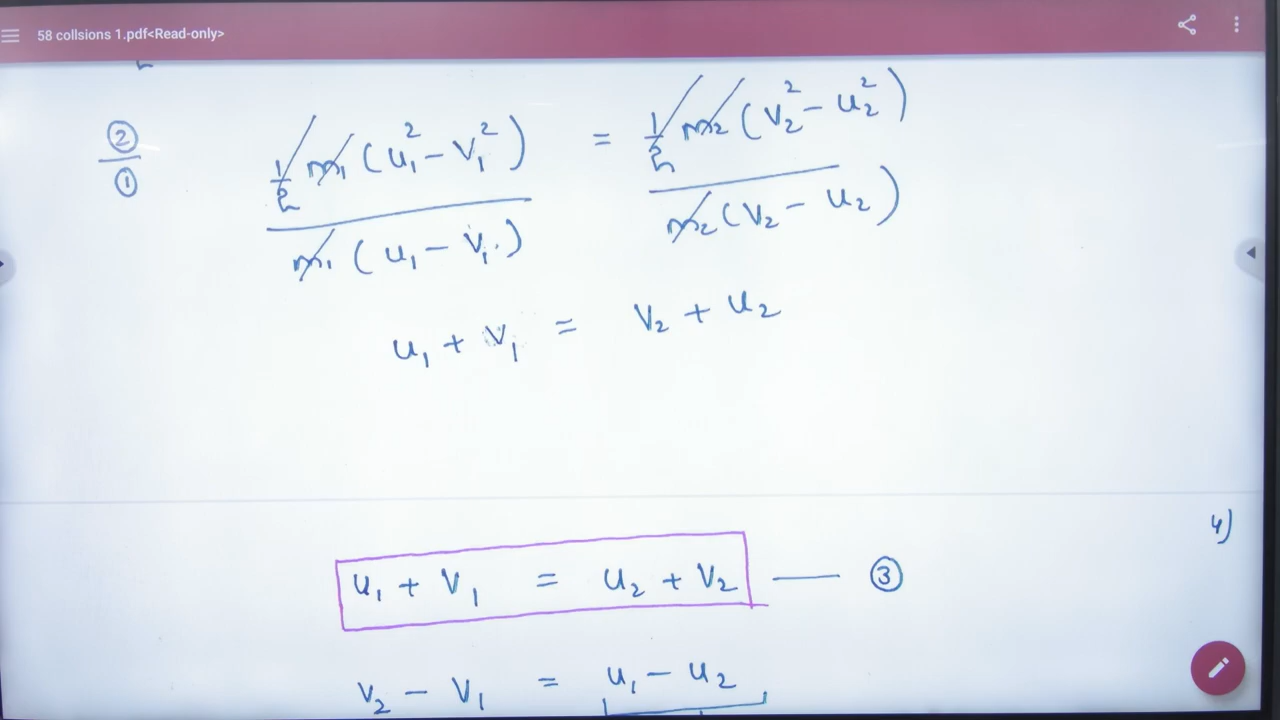 58 collsions 1.pdf<Read-only>
②/① (1/2 m₁ (u₁² - v₁²))/(m₁ (u₁ - v₁)) = (1/2 m₂ (v₂² - u₂²))/(m₂ (v₂ - u₂))
u₁ + v₁ = v₂ + u₂
4)
u₁ + v₁ = u₂ + v₂ —— ③
v₂ - v₁ = u₁ - u₂